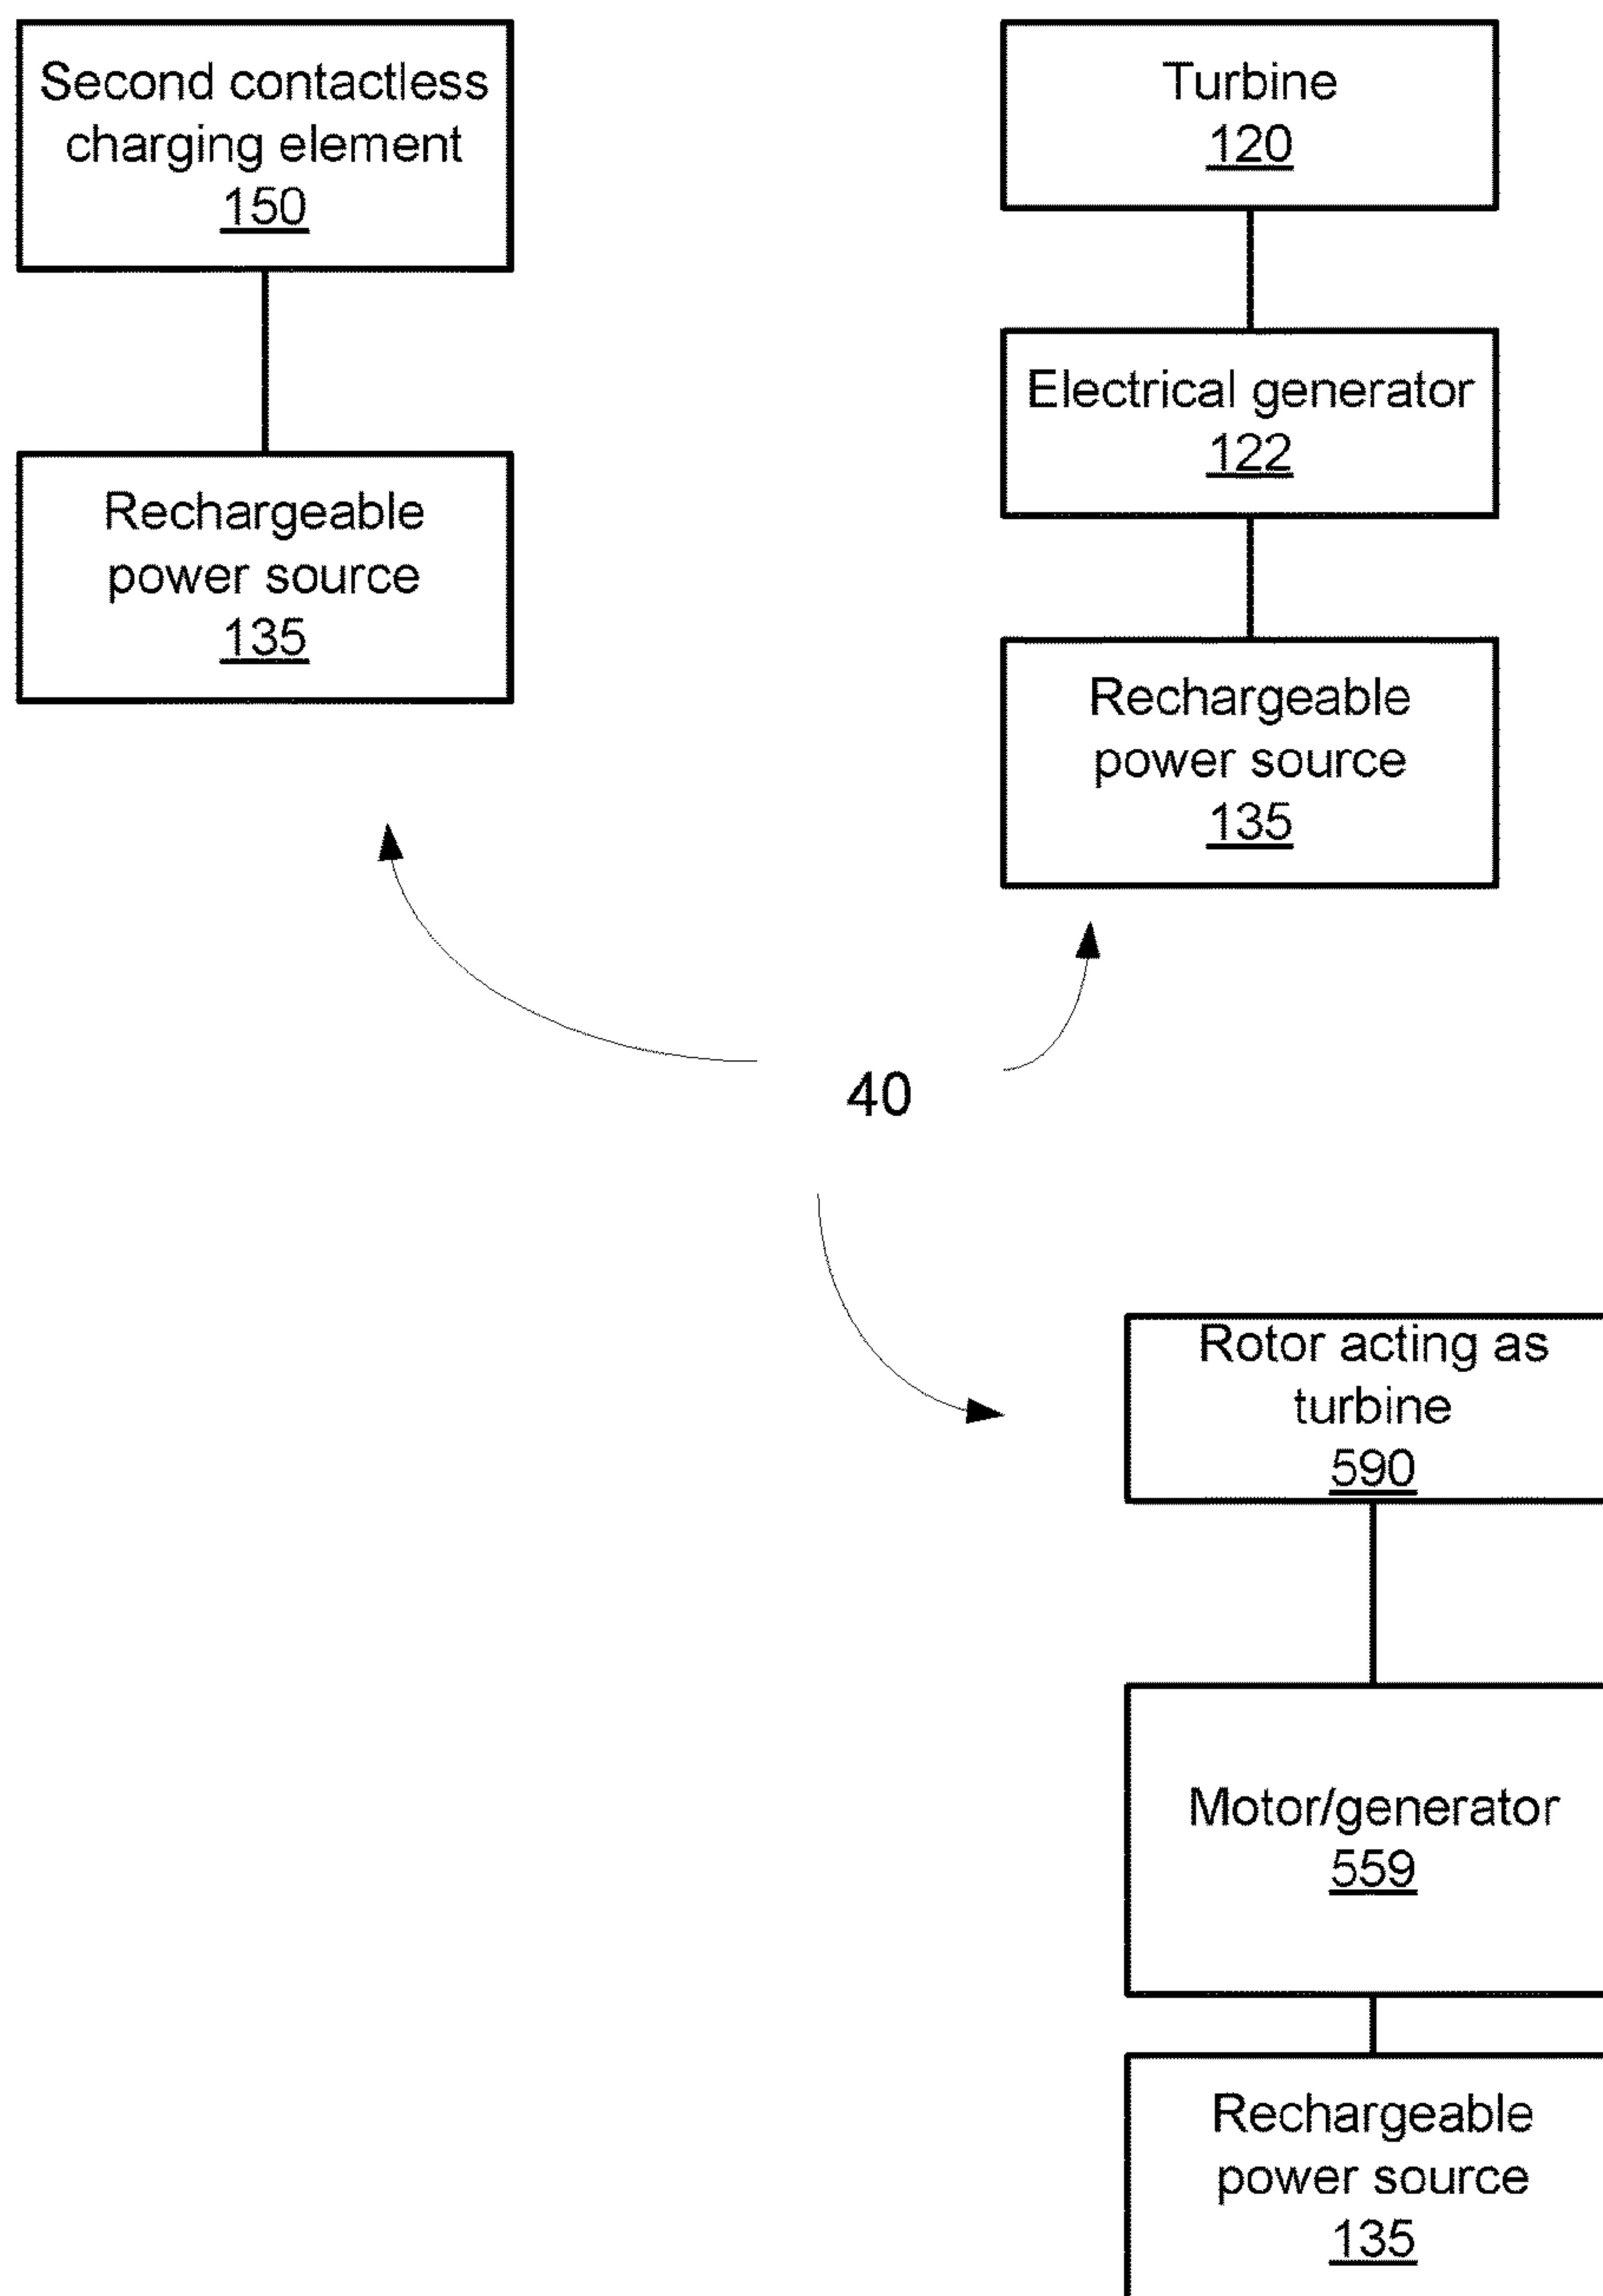 Second contactless
charging element
150
Rechargeable
power source
135
Turbine
120
Electrical generator
122
Rechargeable
power source
135
40
Rotor acting as
turbine
590
Motor/generator
559
Rechargeable
power source
135